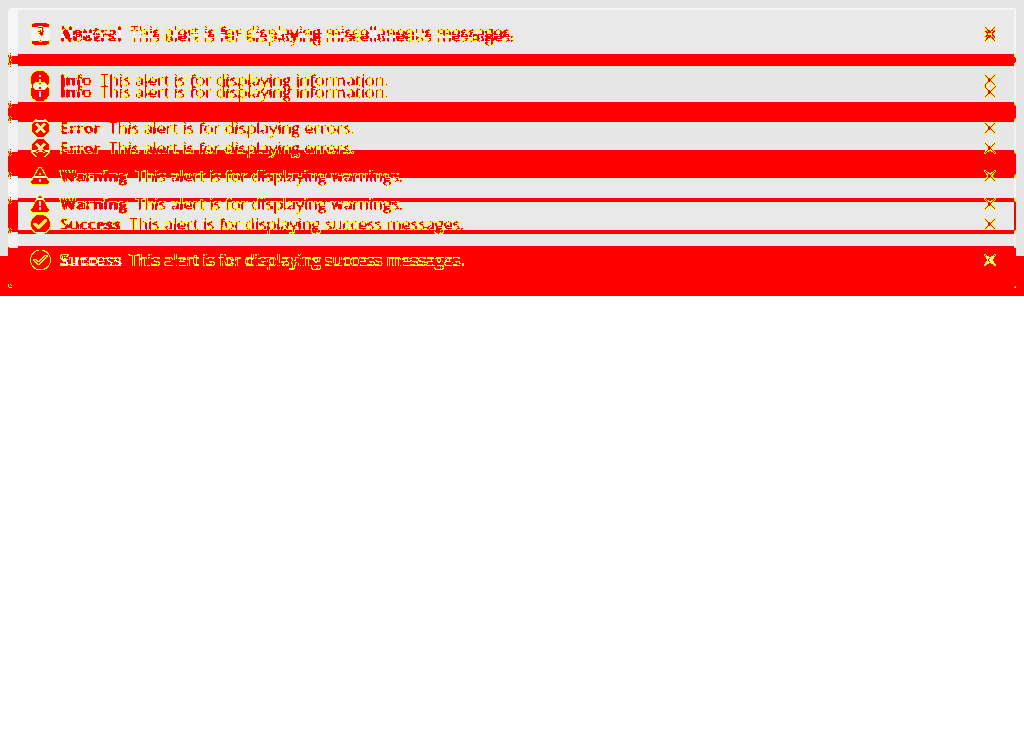 Neutral This alert is for displaying miscellaneous messages.
Info This alert is for displaying information.
Info This alert is for displaying information.
Error This alert is for displaying errors.
Error This alert is for displaying errors.
Warning This alert is for displaying warnings.
Warning This alert is for displaying warnings.
Success This alert is for displaying success messages.
Success This alert is for displaying success messages.